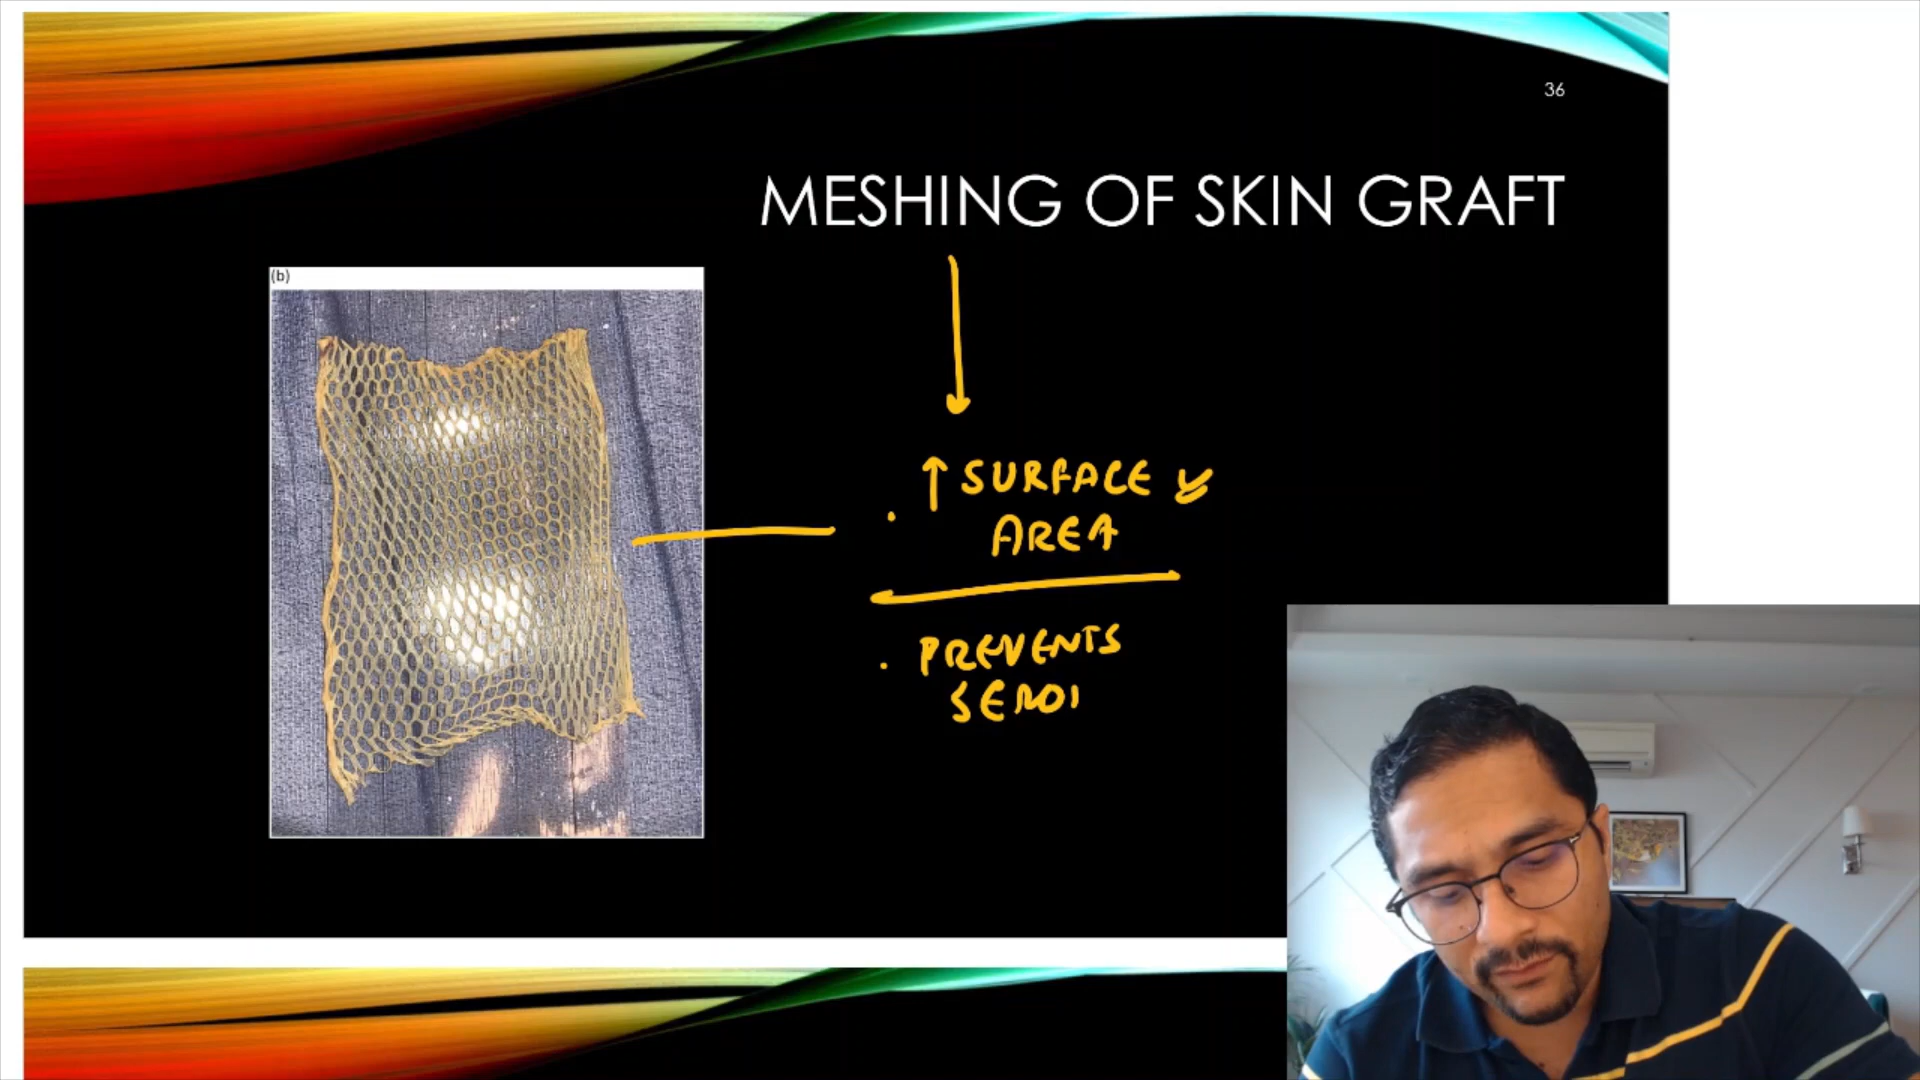 36
MESHING OF SKIN GRAFT
(b)
↑ SURFACE
AREA
PREVENTS